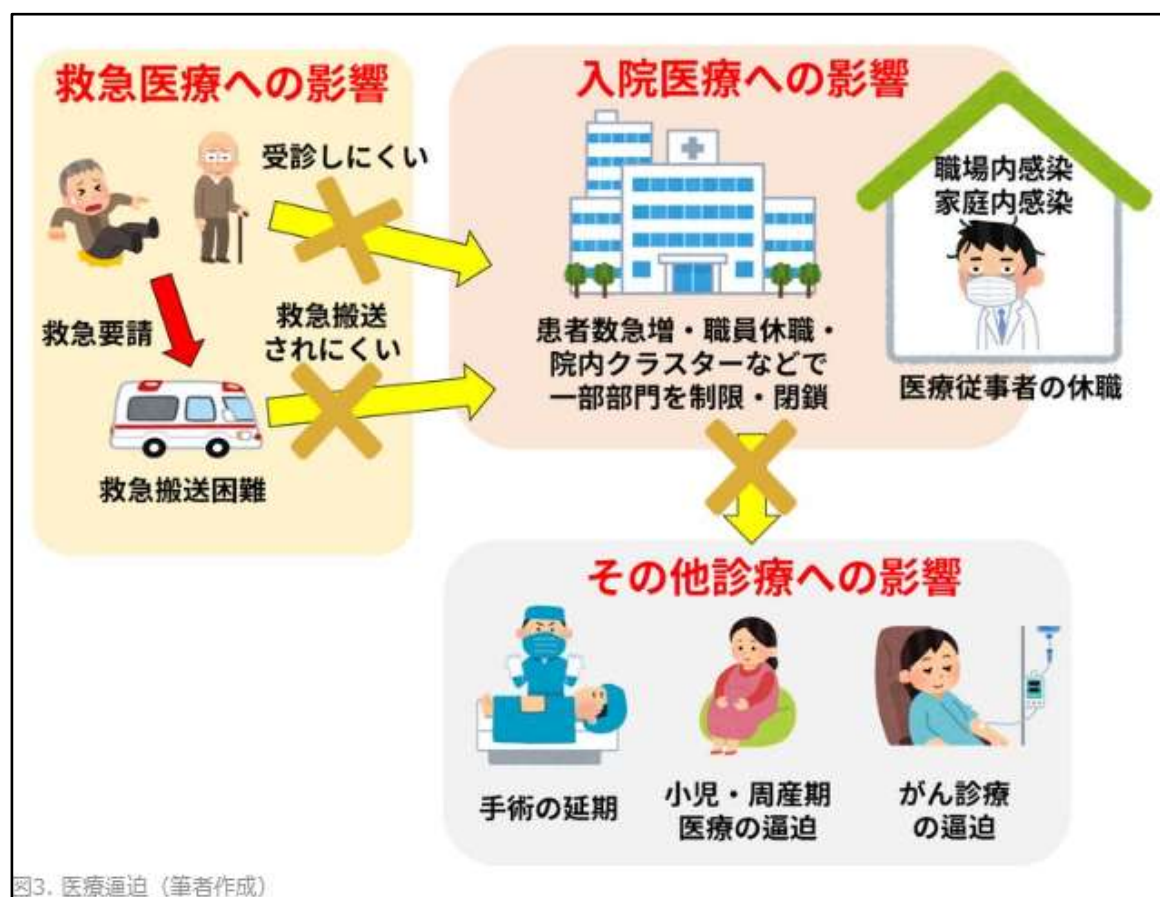 救急医療への影響
受診しにくい
救急要請
救急搬送
されにくい
救急搬送困難
入院医療への影響
患者数急増・職員休職・
院内クラスターなどで
一部部門を制限・閉鎖
職場内感染
家庭内感染
医療従事者の休職
その他診療への影響
手術の延期
小児・周産期
医療の逼迫
がん診療
の逼迫
図3. 医療逼迫（筆者作成）